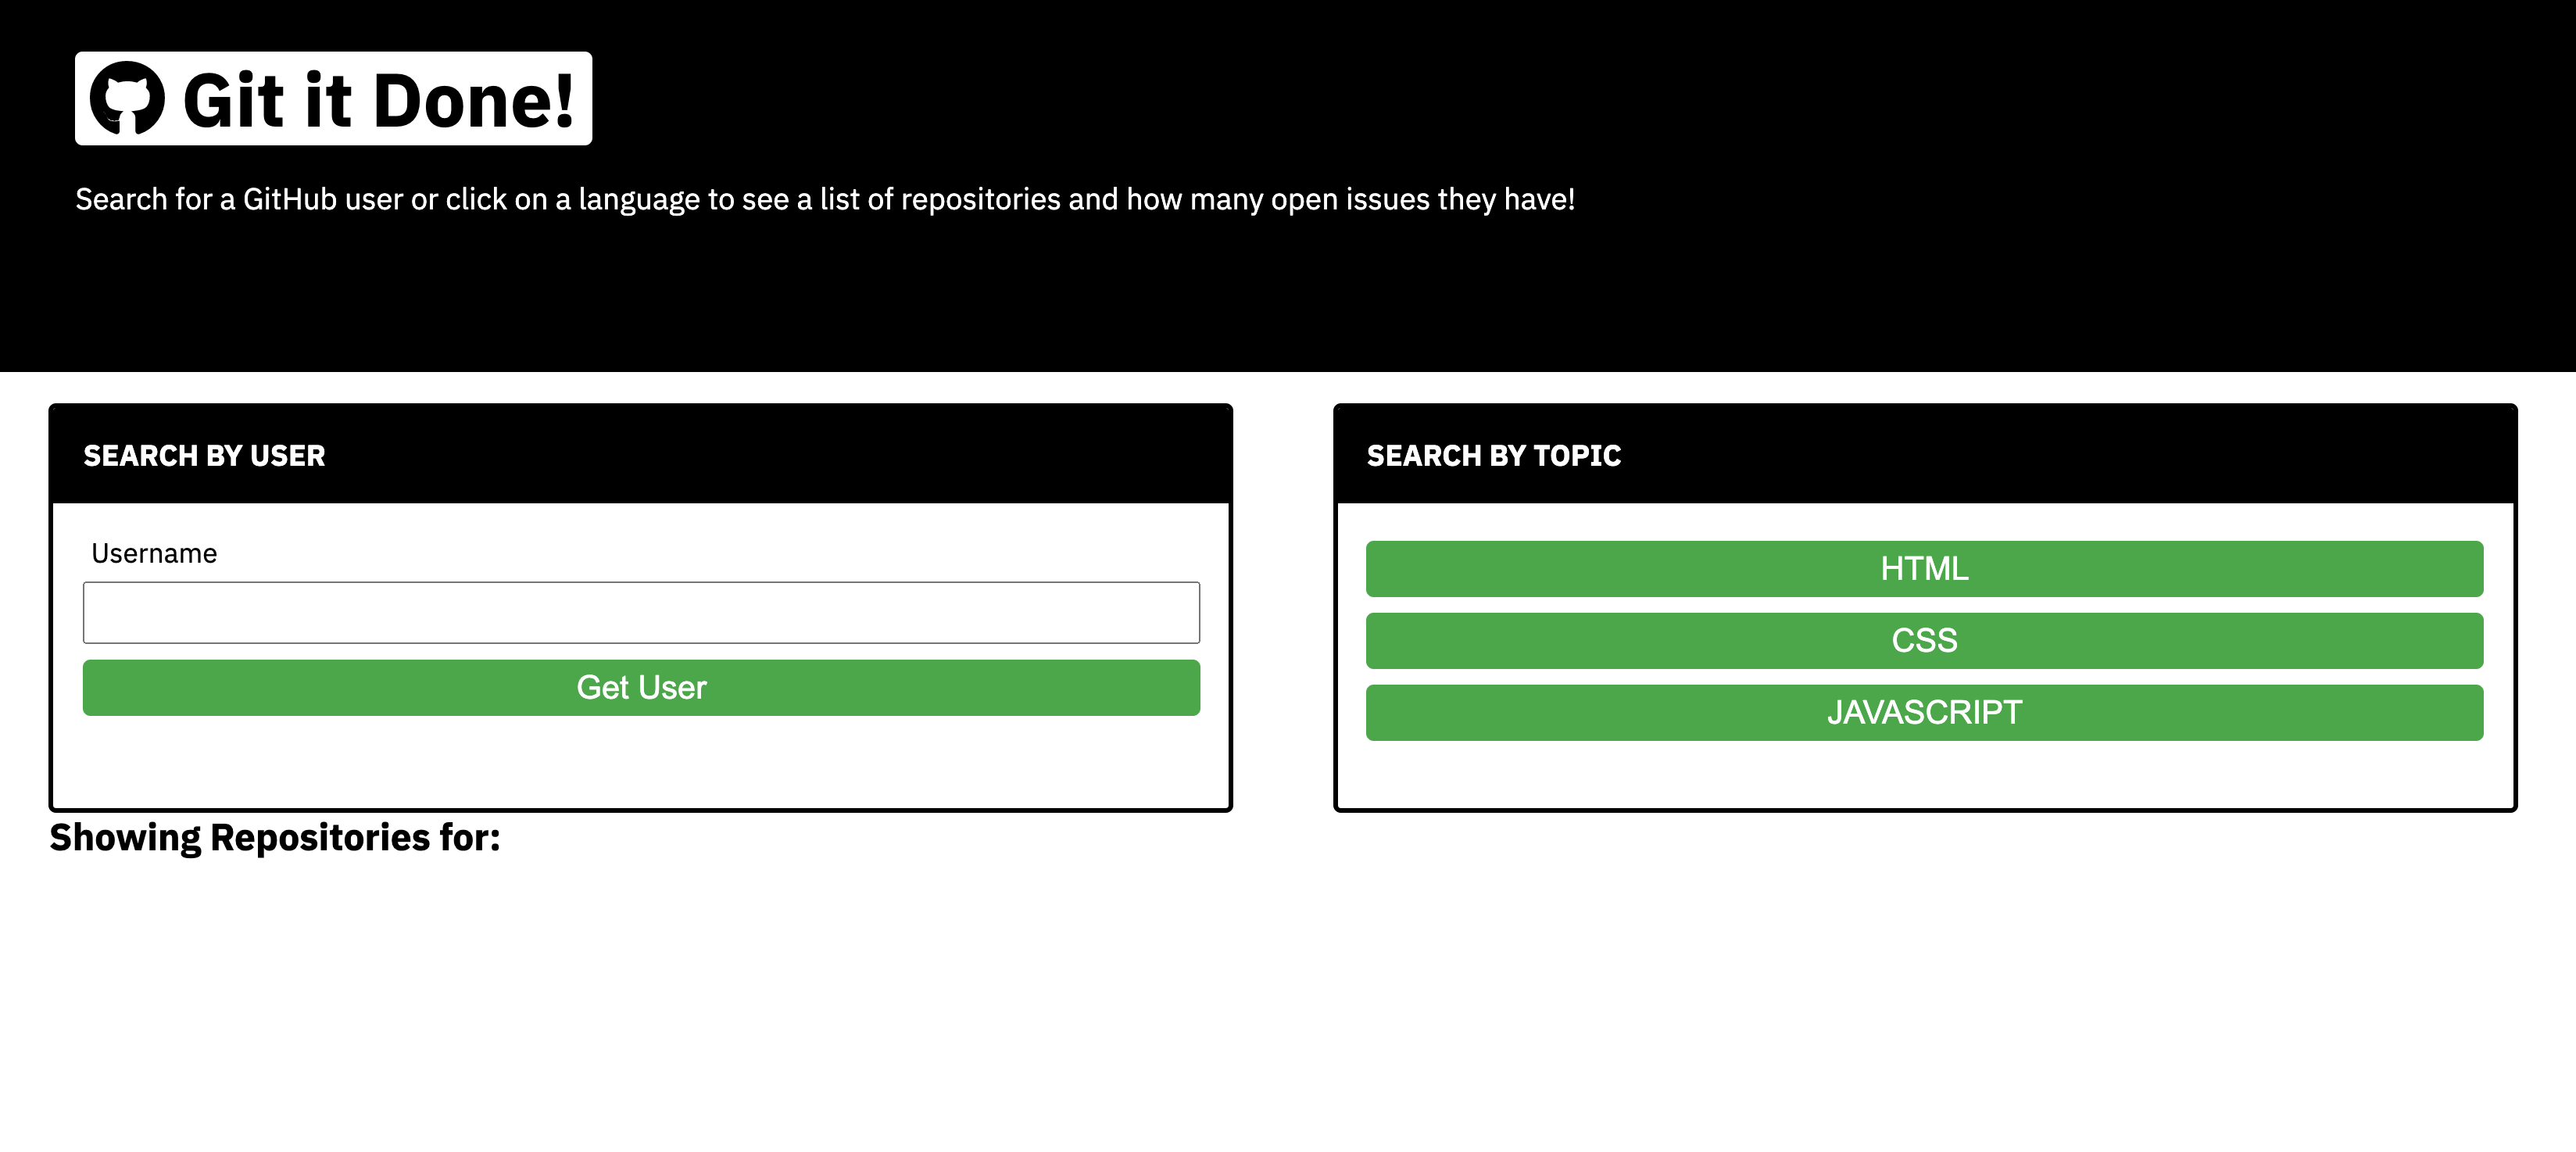 Git it Done!
Search for a GitHub user or click on a language to see a list of repositories and how many open issues they have!
SEARCH BY USER
Username
Get User
SEARCH BY TOPIC
HTML
CSS
JAVASCRIPT
Showing Repositories for: